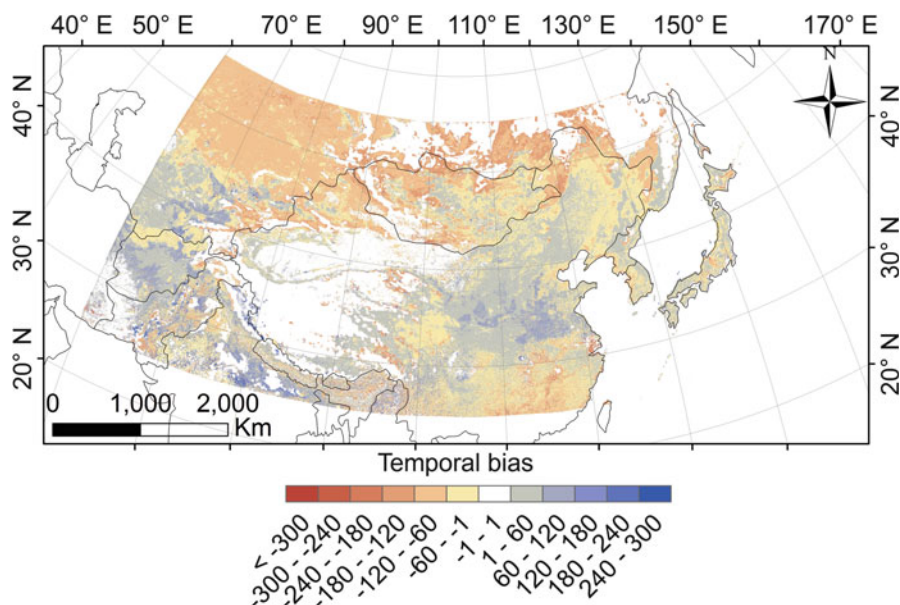 40° E 50° E 70° E 90° E 110° E 130° E 150° E 170° E
N
40° N 40° N
30° N 30° N
20° N 20° N
0 1,000 2,000
Km
Temporal bias
< -300
-300 - -240
-240 - -180
-180 - -120
-120 - -60
-60 - -1
-1 - 1
1 - 60
60 - 120
120 - 180
180 - 240
240 - 300